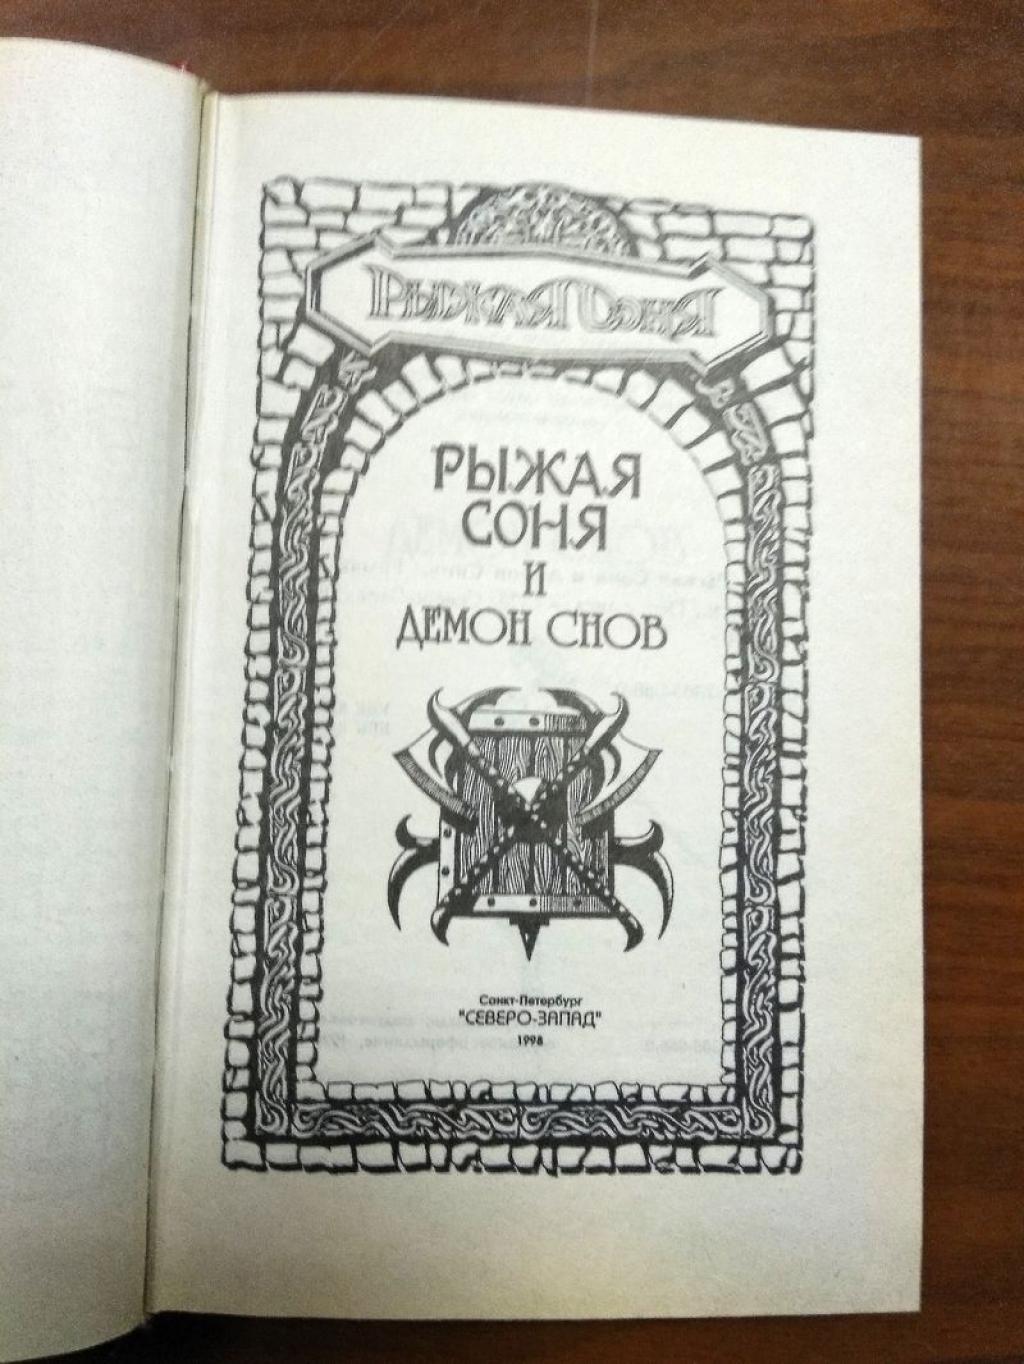 РЫЖАЯ СОНЯ
РЫЖАЯ
СОНЯ
И
ДЕМОН СНОВ
Санкт-Петербург
"СЕВЕРО-ЗАПАД"
1998